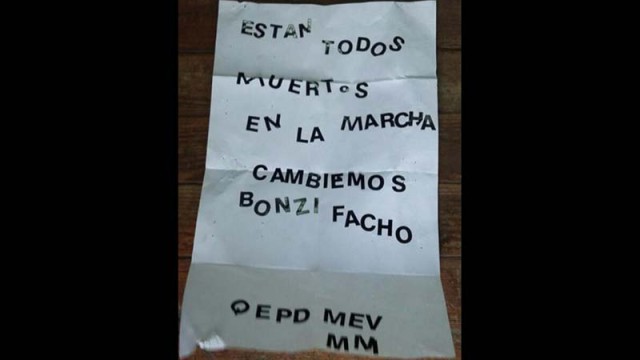 ESTAN TODOS
MUERToS
EN LA MARCHA
CAMBIEMOS
BONZI FACHO
QEPD MEV
MM